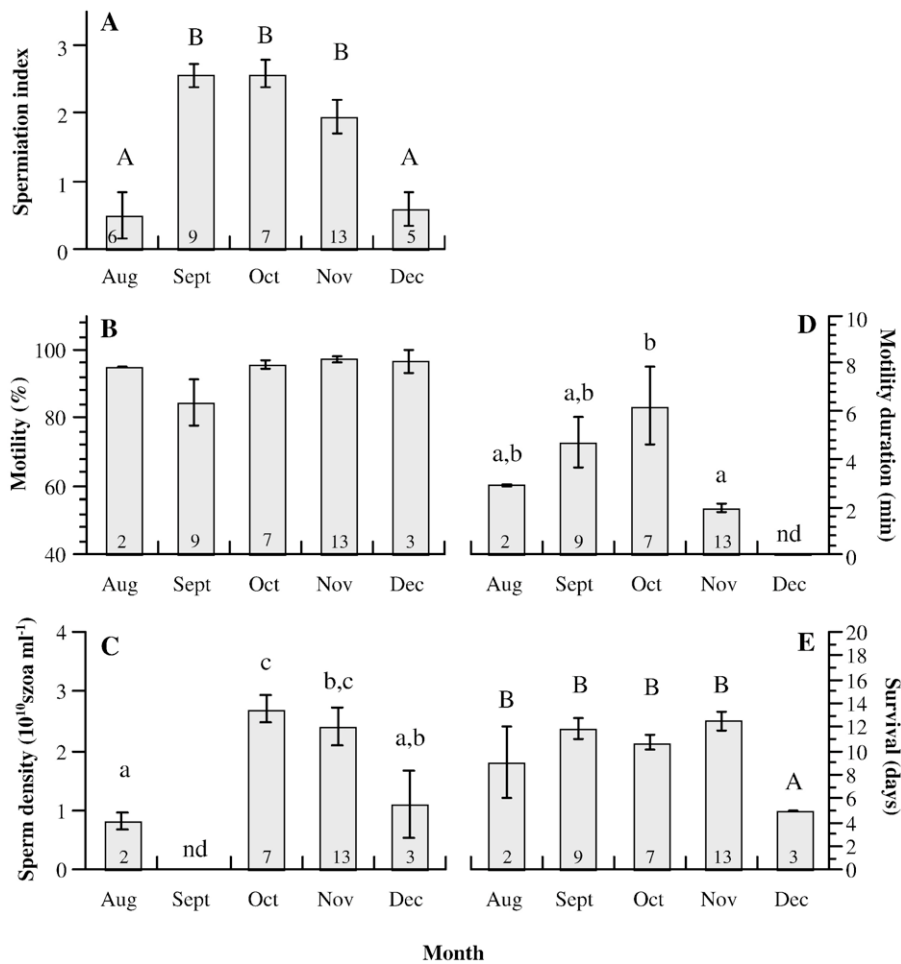 A
Spermiation index
3
2
1
0
A
B
B
B
A
6
9
7
13
5
Aug Sept Oct Nov Dec
B
Motility (%)
100
80
60
40
2
9
7
13
3
Aug Sept Oct Nov Dec
D
Motility duration (min)
10
8
6
4
2
0
a,b
a,b
b
a
nd
2
9
7
13
Aug Sept Oct Nov Dec
C
Sperm density (10¹⁰szoa ml⁻¹)
4
3
2
1
0
a
nd
c
b,c
a,b
2
7
13
3
Aug Sept Oct Nov Dec
E
Survival (days)
20
18
16
14
12
10
8
6
4
2
0
B
B
B
B
A
2
9
7
13
3
Aug Sept Oct Nov Dec
Month